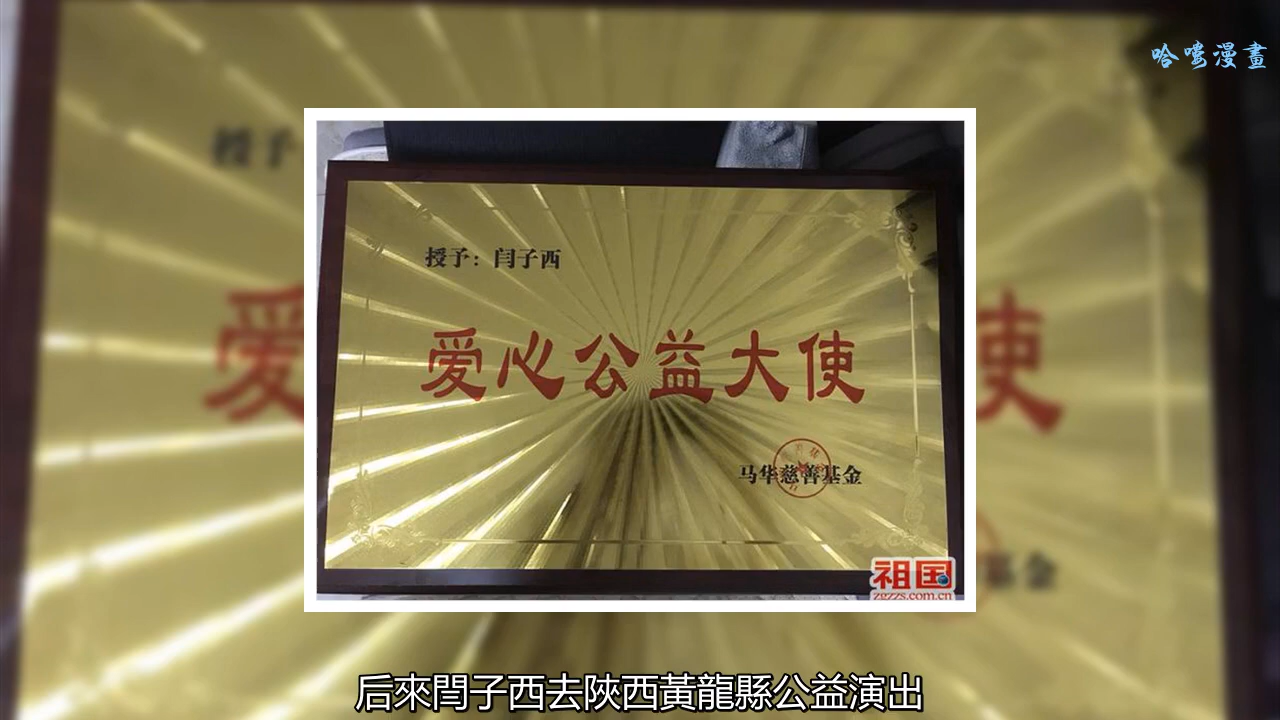 哈嘍漫畫
授予：闫子西
爱心公益大使
马华慈善基金
祖国
zgzzs.com.cn
后來閆子西去陝西黃龍縣公益演出